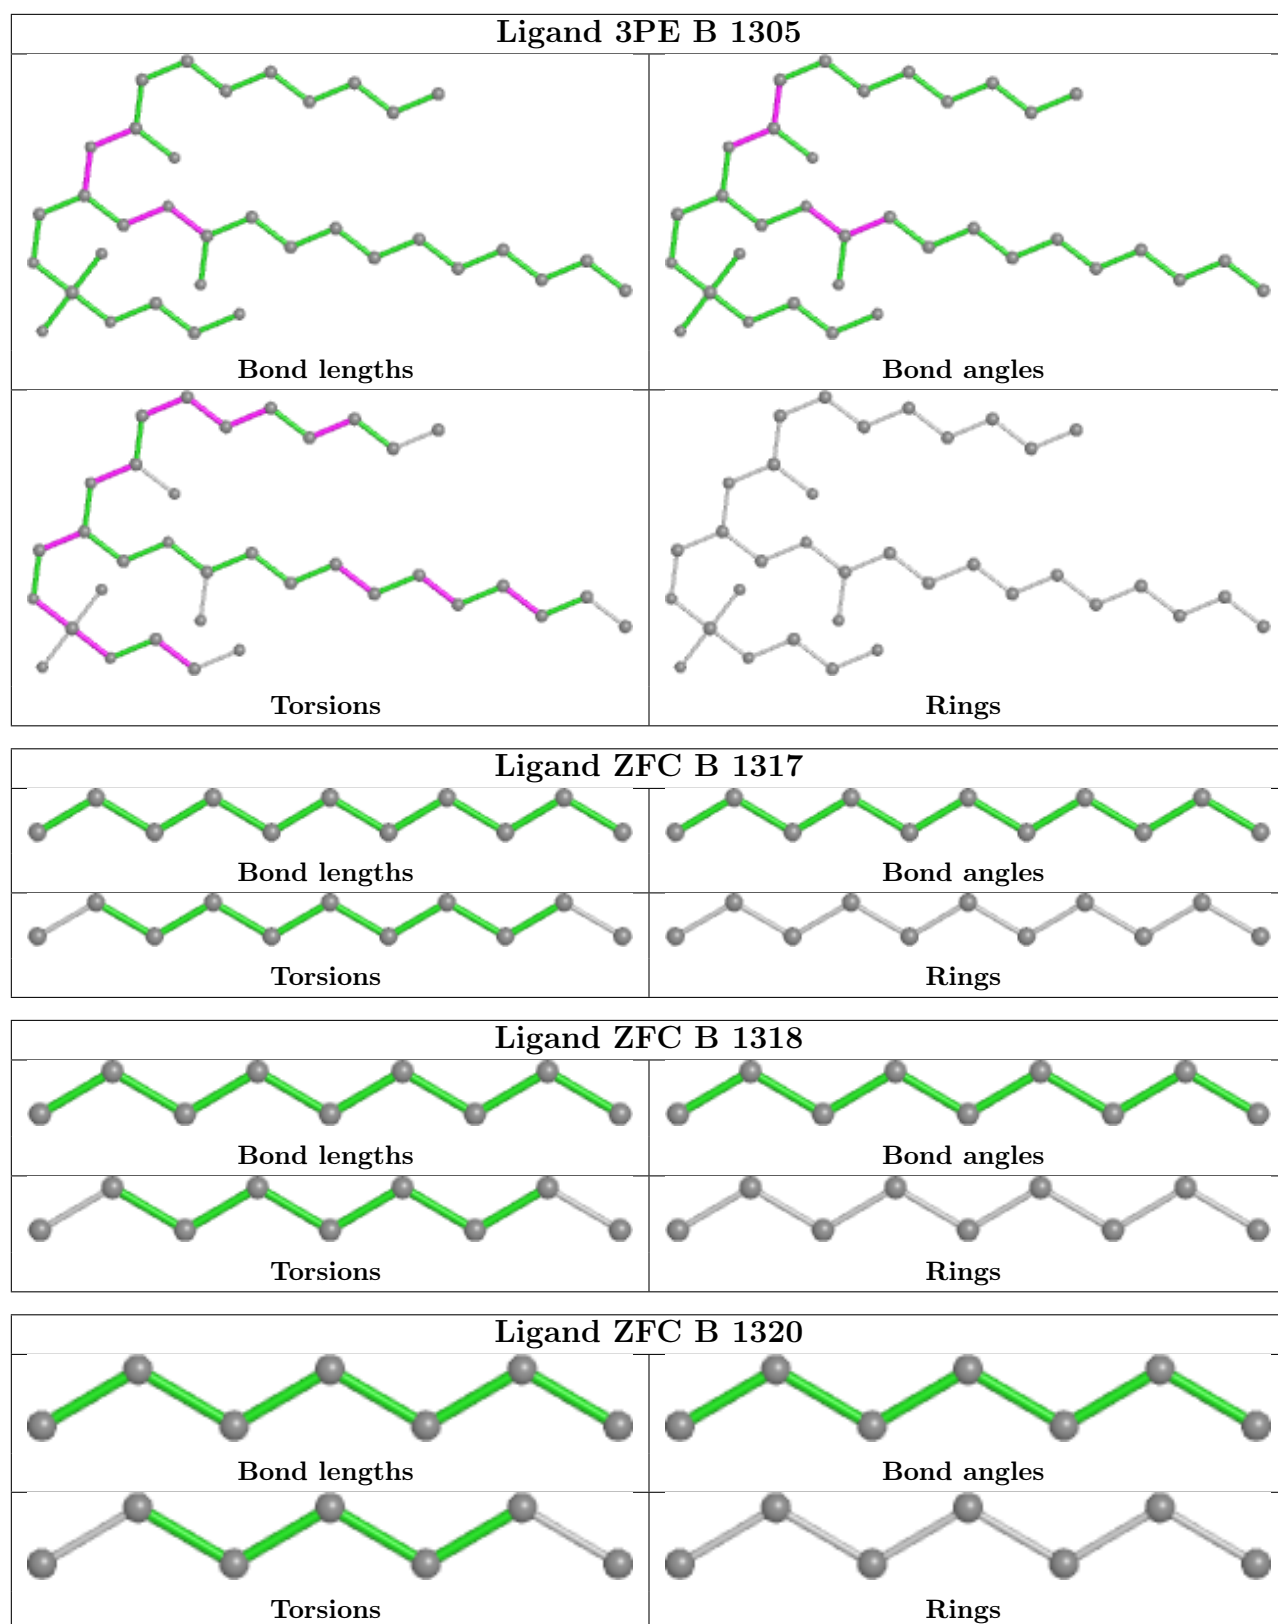 Ligand 3PE B 1305
Bond lengths Bond angles
Torsions Rings
Ligand ZFC B 1317
Bond lengths Bond angles
Torsions Rings
Ligand ZFC B 1318
Bond lengths Bond angles
Torsions Rings
Ligand ZFC B 1320
Bond lengths Bond angles
Torsions Rings